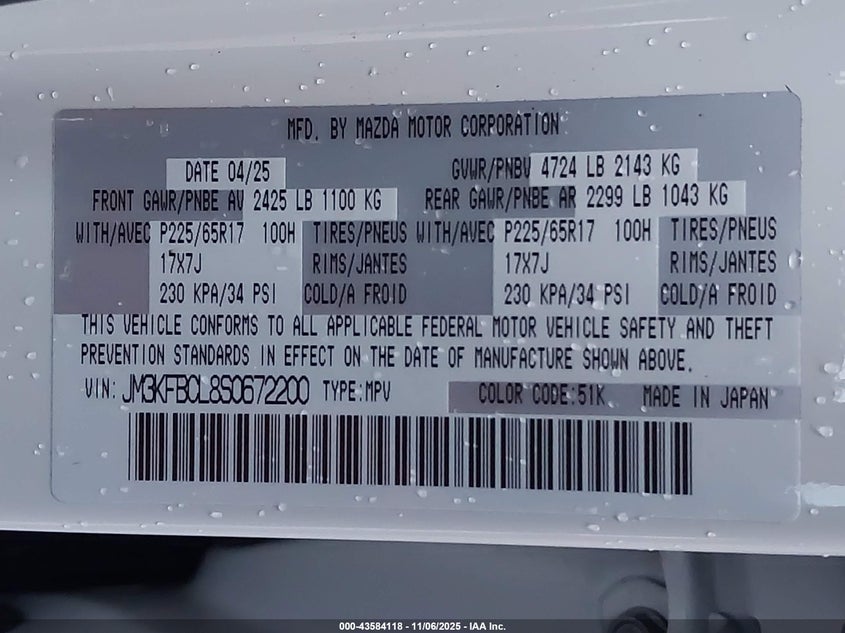 MFD. BY MAZDA MOTOR CORPORATION
DATE 04/25 GVWR/PNBV 4724 LB 2143 KG
FRONT GAWR/PNBE AV 2425 LB 1100 KG REAR GAWR/PNBE AR 2299 LB 1043 KG
WITH/AVEC P225/65R17 100H TIRES/PNEUS WITH/AVEC P225/65R17 100H TIRES/PNEUS
17X7J RIMS/JANTES 17X7J RIMS/JANTES
230 KPA/34 PSI COLD/A FROID 230 KPA/34 PSI COLD/A FROID
THIS VEHICLE CONFORMS TO ALL APPLICABLE FEDERAL MOTOR VEHICLE SAFETY AND THEFT
PREVENTION STANDARDS IN EFFECT ON THE DATE OF MANUFACTURE SHOWN ABOVE.
VIN: JM3KFBCL8S0672200 TYPE:MPV COLOR CODE:51K MADE IN JAPAN
000-43584118 - 11/06/2025 - IAA Inc.